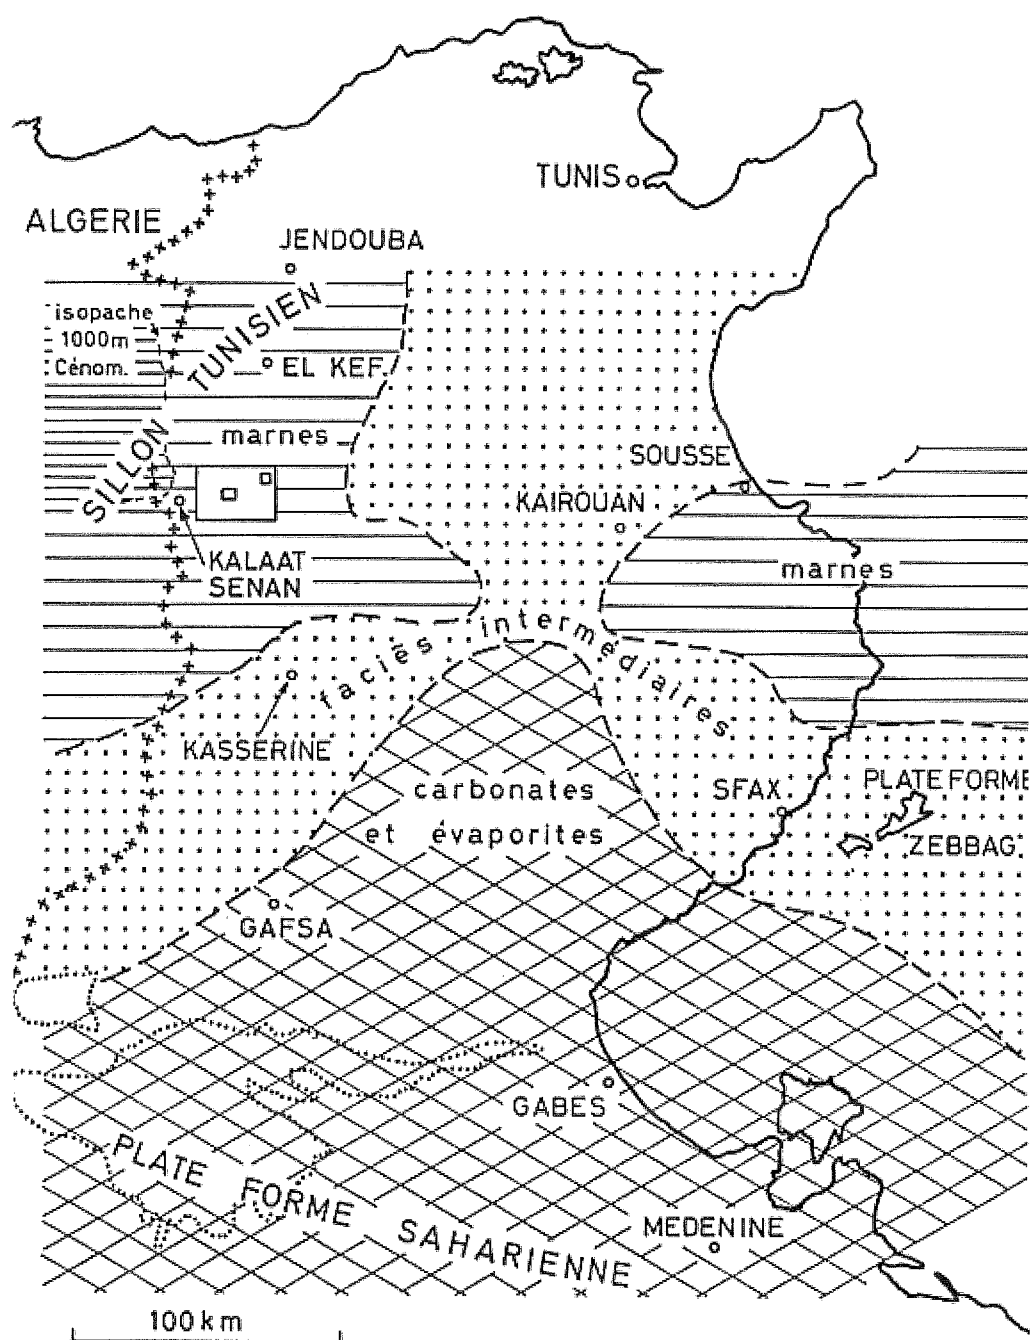 TUNIS
ALGERIE
JENDOUBA
isopache
1000m
Cénom.
SILLON TUNISIEN
EL KEF
marnes
SOUSSE
KAIROUAN
KALAAT
SENAN
marnes
faciès intermédiaires
KASSERINE
carbonates
et évaporites
SFAX
PLATE FORME
ZEBBAG
GAFSA
GABES
PLATE FORME SAHARIENNE
MEDENINE
100 km